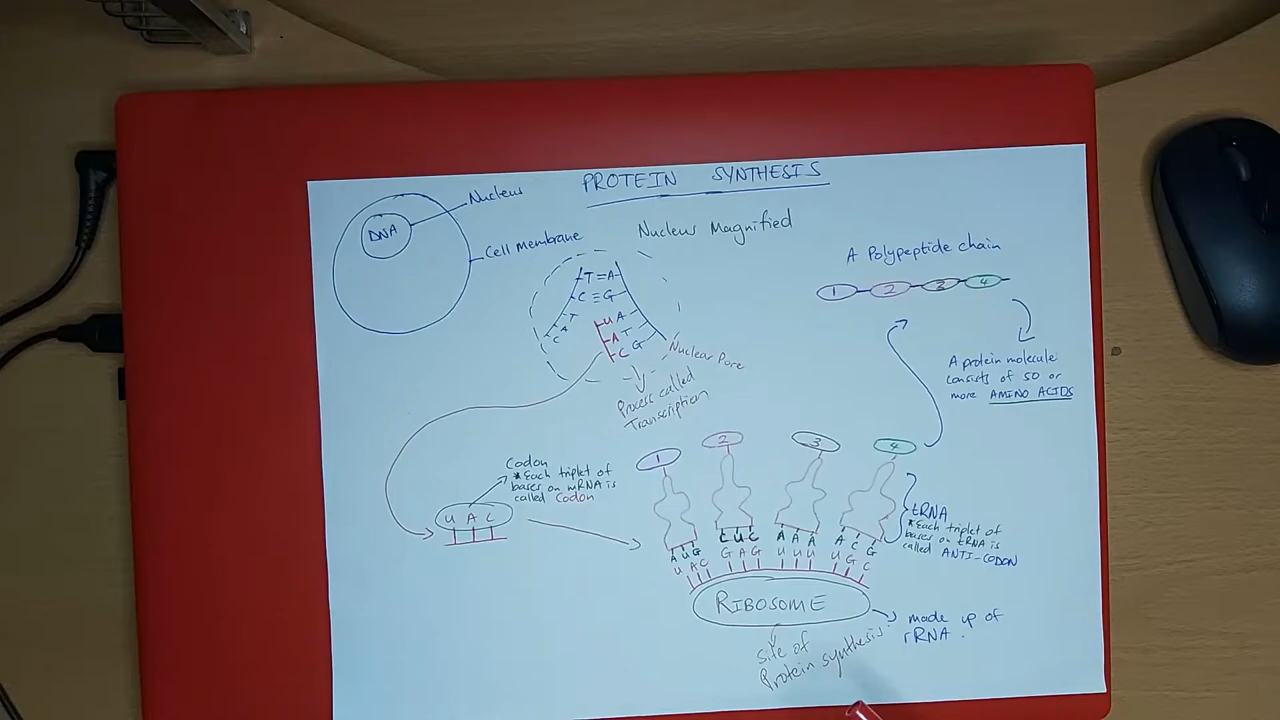 PROTEIN SYNTHESIS
Nucleus
DNA
Cell Membrane
Nucleus Magnified
T=A
C≡G
T
A
C
U A
A T
C G
Nuclear Pore
Process called
Transcription
A Polypeptide chain
1 2 3 4
A protein molecule
consists of 50 or
more AMINO ACIDS
Codon
*Each triplet of
bases on mRNA is
called Codon
U A C
1 2 3 4
tRNA
*Each triplet of
bases on tRNA is
called ANTI-CODON
A U G C U C A A A A C G
U A C G A G U U U U G C
RIBOSOME
made up of
rRNA.
site of
Protein synthesis.